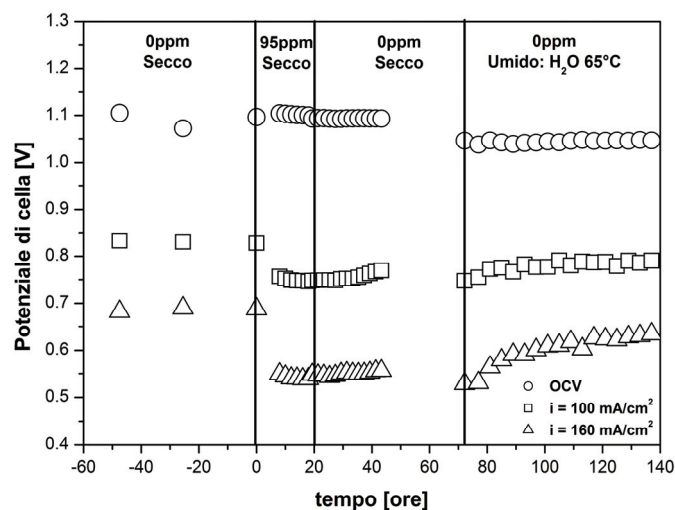 1.3
1.2
1.1
1.0
0.9
0.8
0.7
0.6
0.5
0.4
Potenziale di cella [V]
0ppm
Secco
95ppm
Secco
0ppm
Secco
0ppm
Umido: H₂O 65°C
OCV
i = 100 mA/cm²
i = 160 mA/cm²
-60 -40 -20 0 20 40 60 80 100 120 140
tempo [ore]